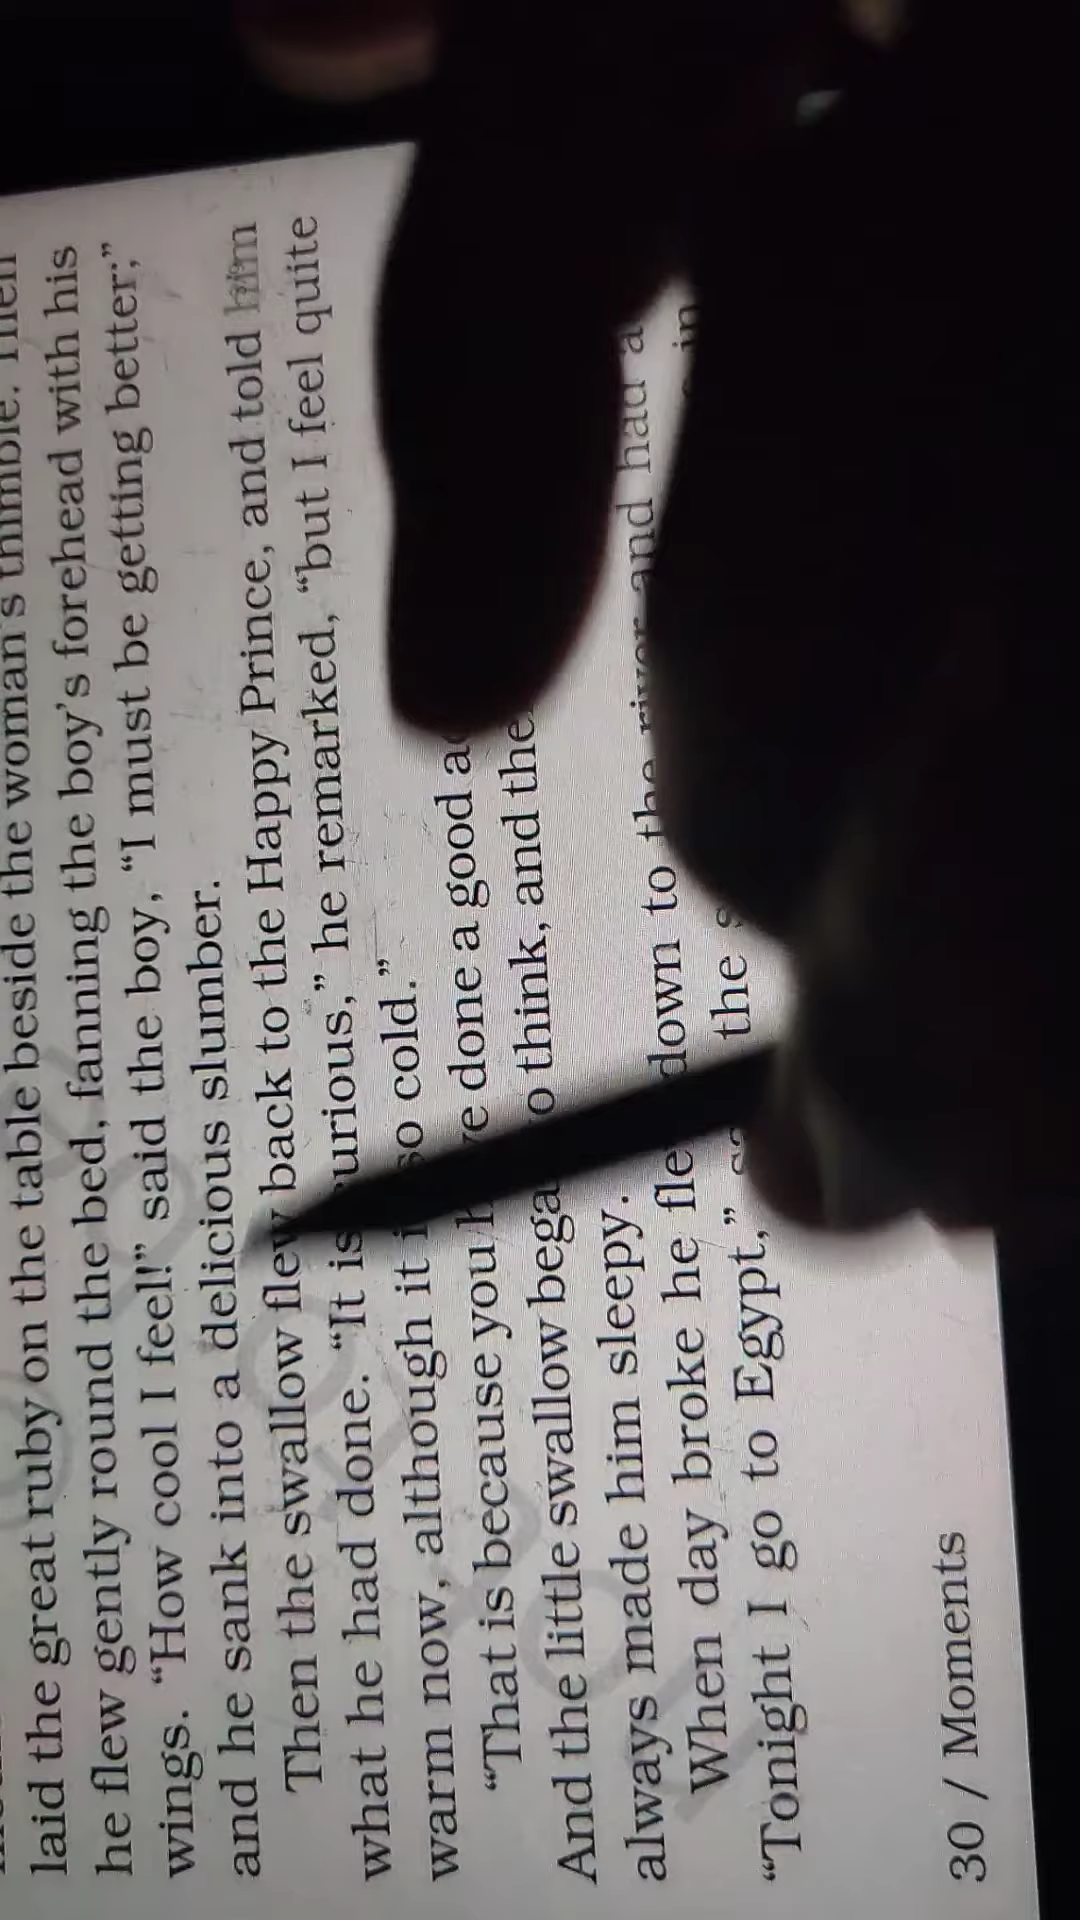 laid the great ruby on the table beside the woman's thimble. Then
he flew gently round the bed, fanning the boy's forehead with his
wings. “How cool I feel!” said the boy, “I must be getting better;”
and he sank into a delicious slumber.
Then the swallow flew back to the Happy Prince, and told him
what he had done. “It is curious,” he remarked, “but I feel quite
warm now, although it is so cold.”
“That is because you have done a good
And the little swallow began to think, and
always made him sleepy.
When day broke he flew down to the river and had a
“Tonight I go to Egypt,” the in
30 / Moments